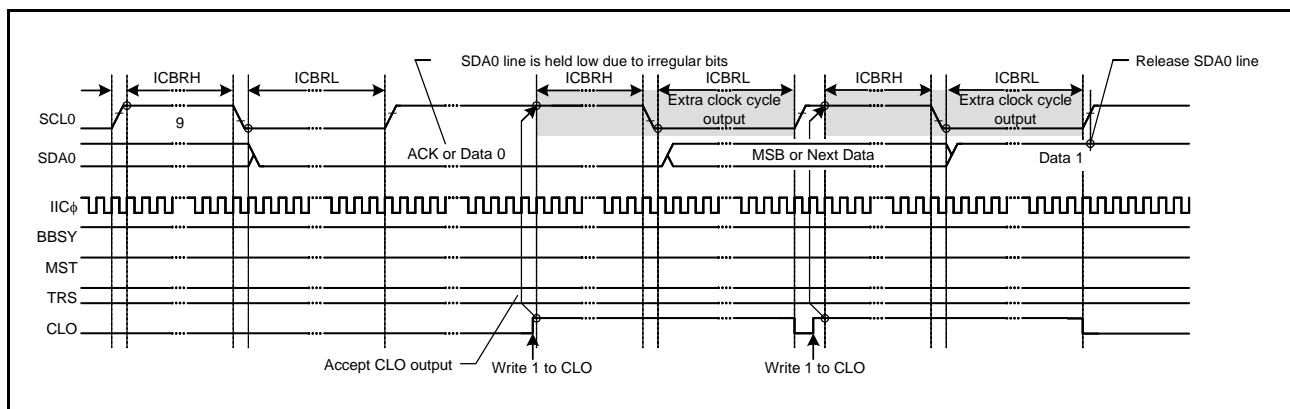 SDA0 line is held low due to irregular bits
Release SDA0 line
ICBRH
ICBRL
ICBRH
ICBRL
ICBRH
ICBRL
SCL0
9
Extra clock cycle
output
Extra clock cycle
output
SDA0
ACK or Data 0
MSB or Next Data
Data 1
IICϕ
BBSY
MST
TRS
CLO
Accept CLO output
Write 1 to CLO
Write 1 to CLO